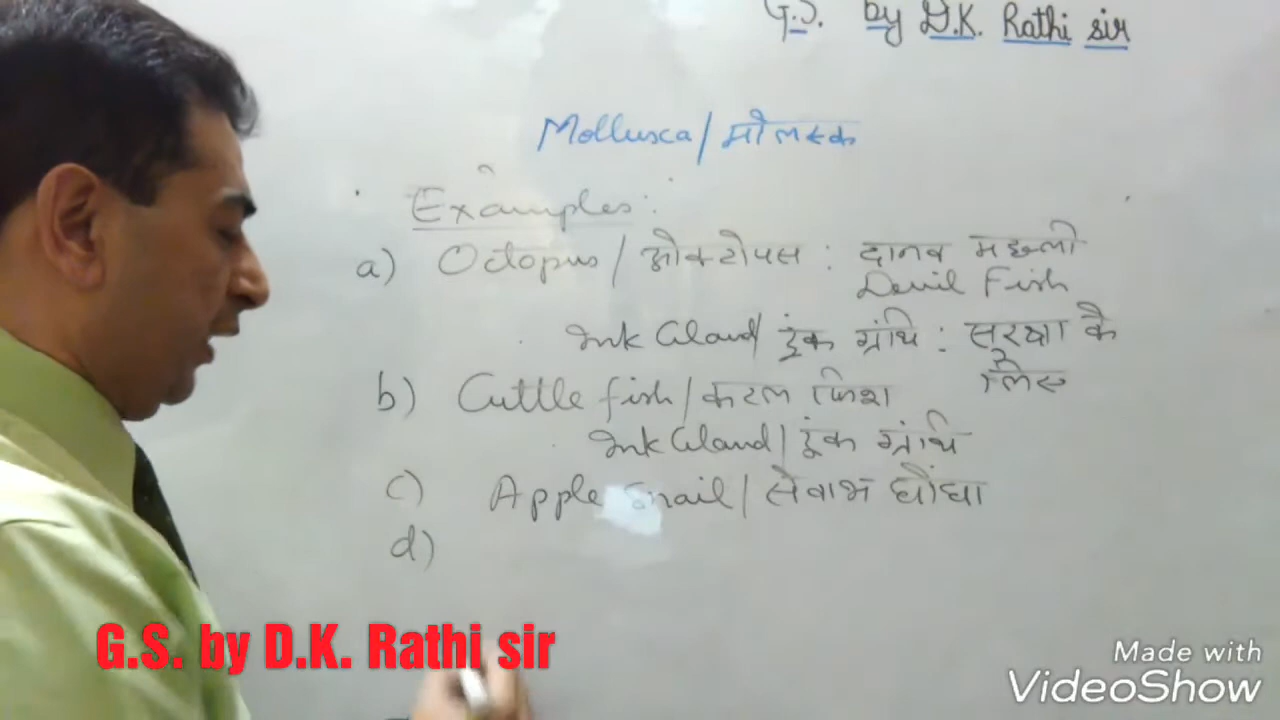 G.S. by D.K. Rathi sir
Mollusca/मोलस्क
Examples:
a) Octopus/ओक्टोपस : दानव मछली
Devil Fish
Ink Gland/इंक ग्रंथि : सुरक्षा के
लिए
b) Cuttle fish/कटल फिश
Ink Gland/इंक ग्रंथि
c) Apple Snail/सेवाभ घोंघा
d)
G.S. by D.K. Rathi sir
Made with
VideoShow